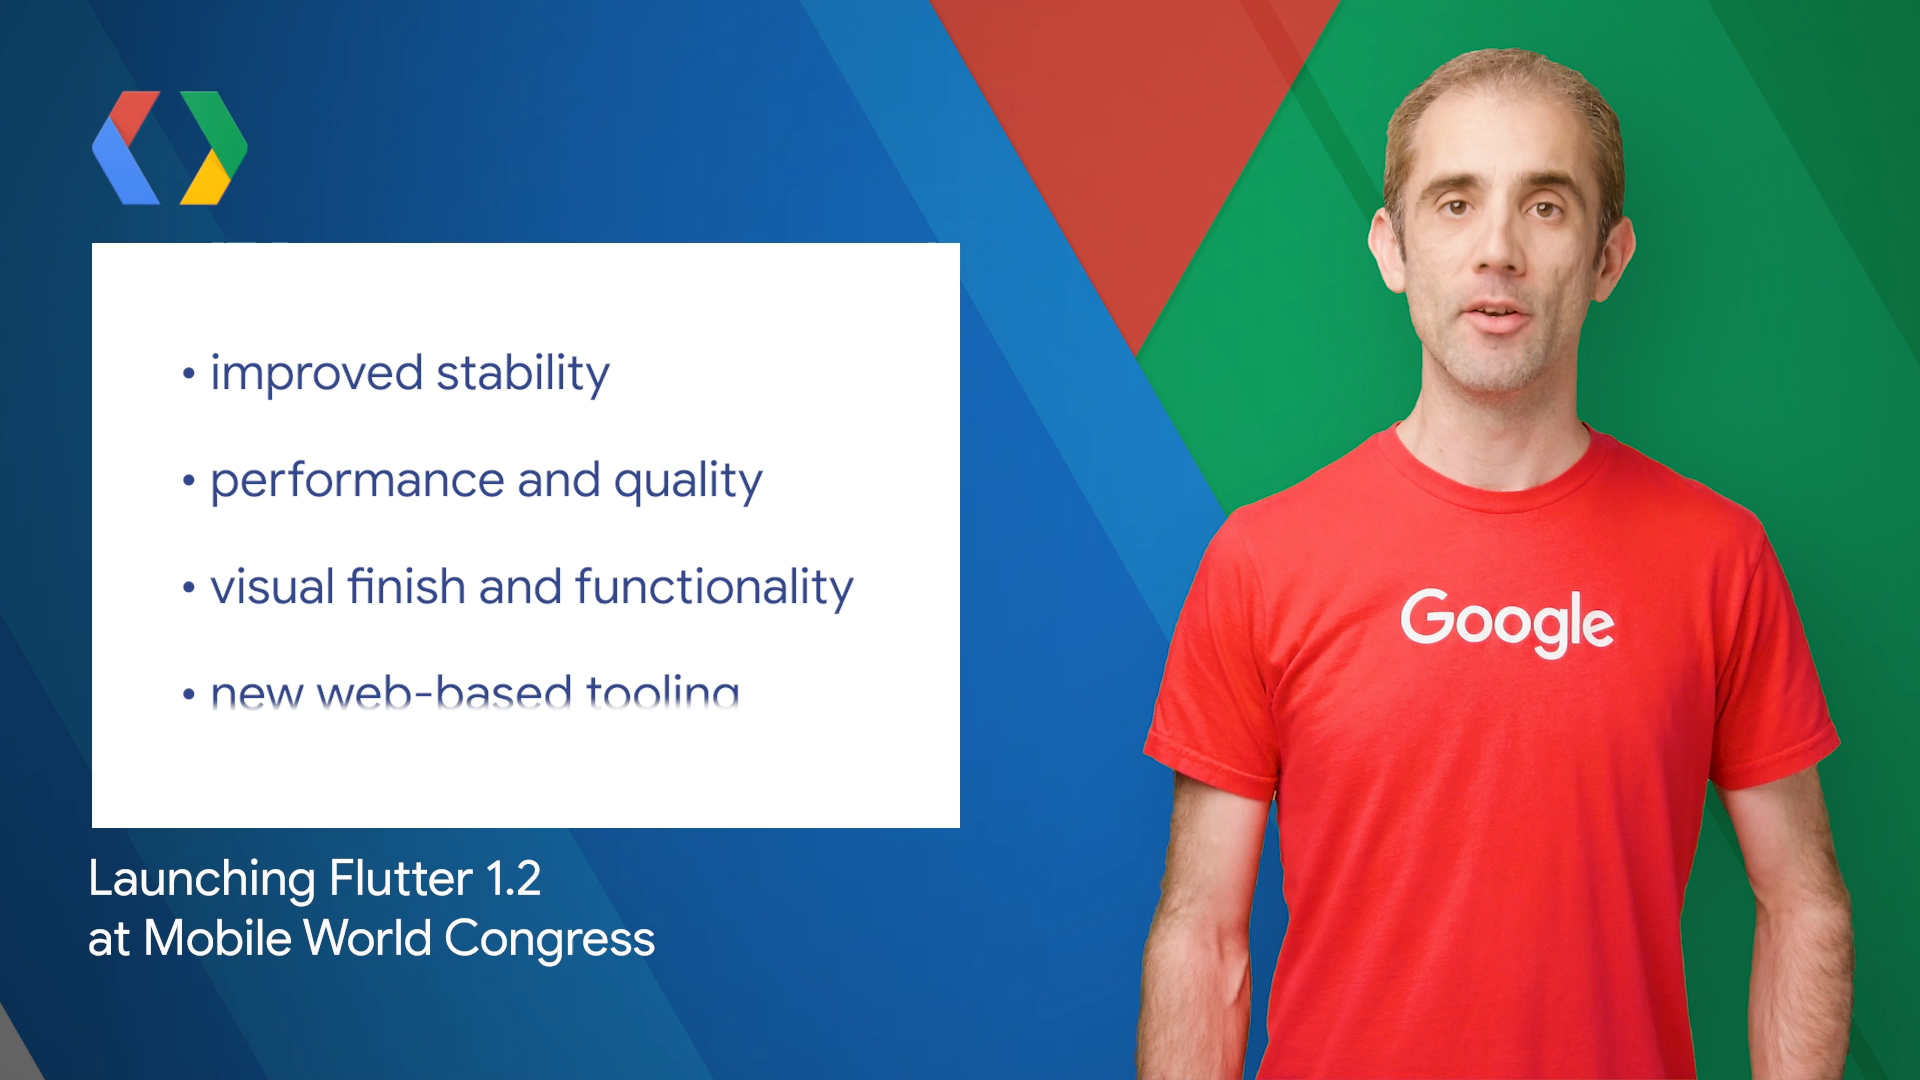 • improved stability
• performance and quality
• visual finish and functionality
• new web-based tooling
Launching Flutter 1.2
at Mobile World Congress
Google